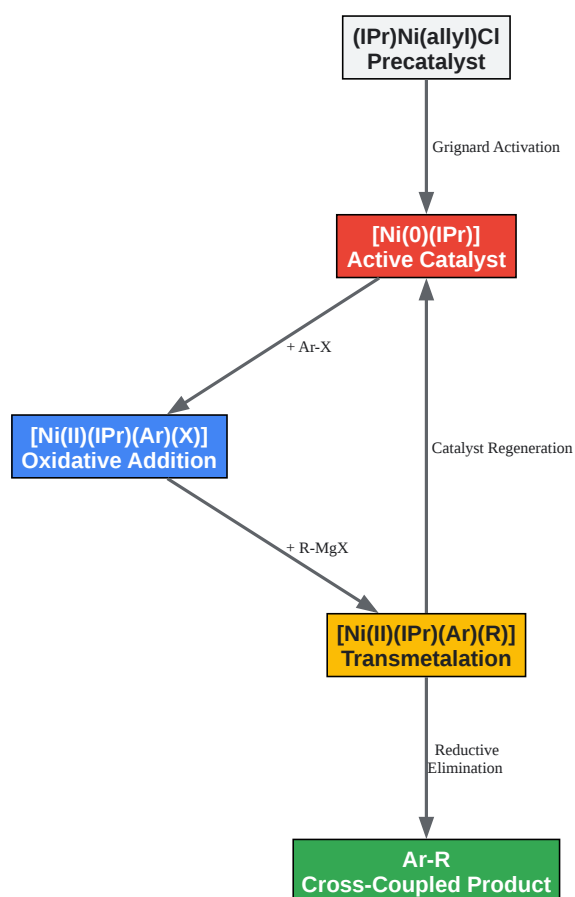 (IPr)Ni(allyl)Cl
Precatalyst
Grignard Activation
[Ni(0)(IPr)]
Active Catalyst
+ Ar-X
[Ni(II)(IPr)(Ar)(X)]
Oxidative Addition
Catalyst Regeneration
+ R-MgX
[Ni(II)(IPr)(Ar)(R)]
Transmetalation
Reductive
Elimination
Ar-R
Cross-Coupled Product